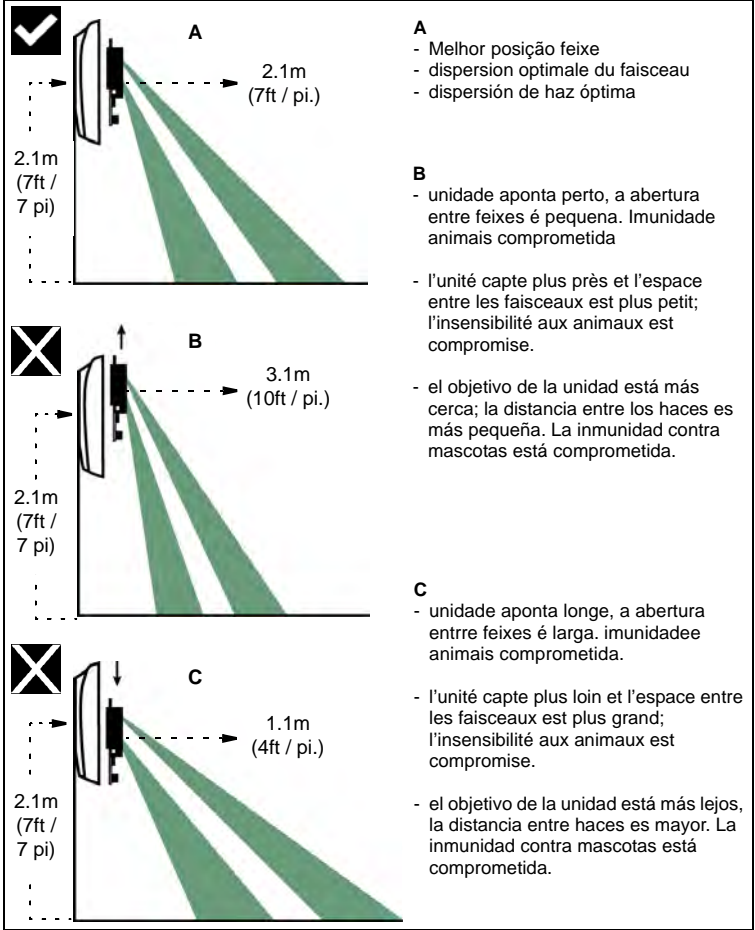 A
2.1m
(7ft / pi.)
2.1m
(7ft /
7 pi)
A
- Melhor posição feixe
- dispersion optimale du faisceau
- dispersión de haz óptima
B
3.1m
(10ft / pi.)
2.1m
(7ft /
7 pi)
B
- unidade aponta perto, a abertura
entre feixes é pequena. Imunidade
animais comprometida
- l’unité capte plus près et l’espace
entre les faisceaux est plus petit;
l’insensibilité aux animaux est
compromise.
- el objetivo de la unidad está más
cerca; la distancia entre los haces es
más pequeña. La inmunidad contra
mascotas está comprometida.
C
1.1m
(4ft / pi.)
2.1m
(7ft /
7 pi)
C
- unidade aponta longe, a abertura
entrre feixes é larga. imunidadee
animais comprometida.
- l’unité capte plus loin et l’espace entre
les faisceaux est plus grand;
l’insensibilité aux animaux est
compromise.
- el objetivo de la unidad está más lejos,
la distancia entre haces es mayor. La
inmunidad contra mascotas está
comprometida.